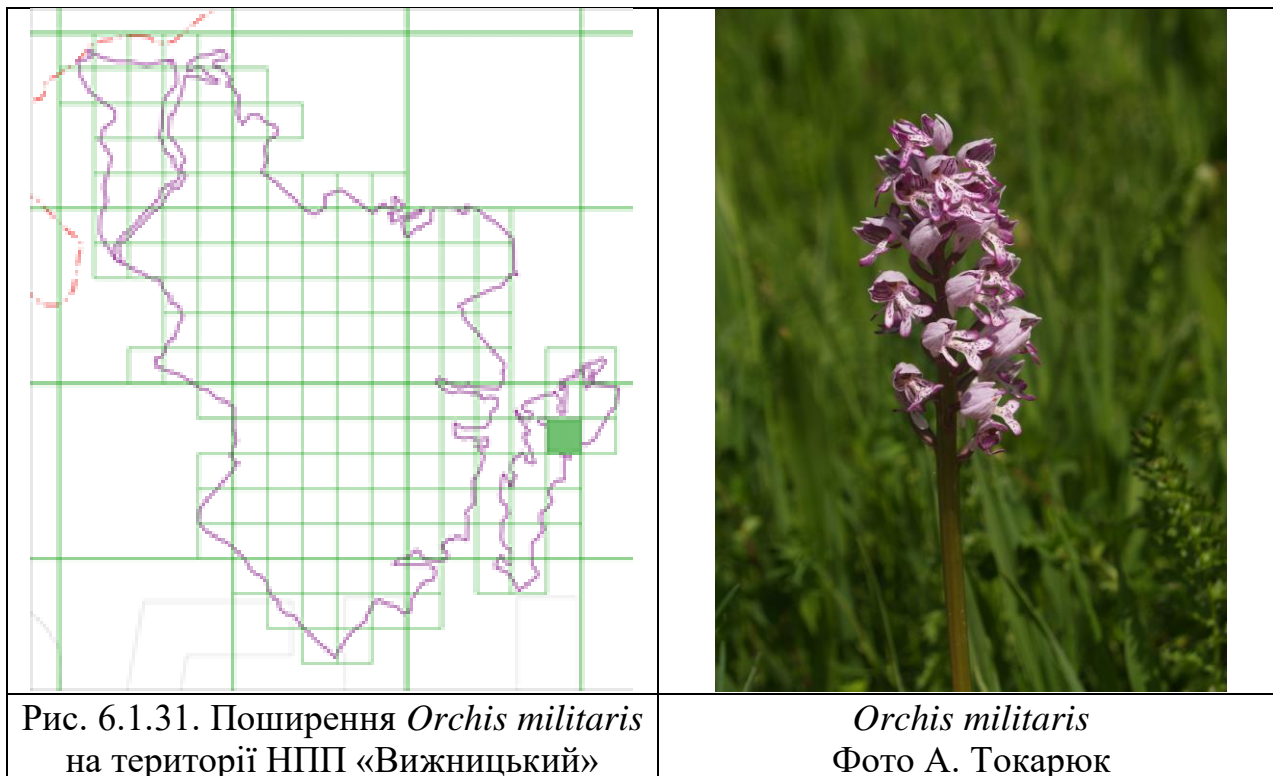 Рис. 6.1.31. Поширення Orchis militaris
на території НПП «Вижницький»
Orchis militaris
Фото А. Токарюк